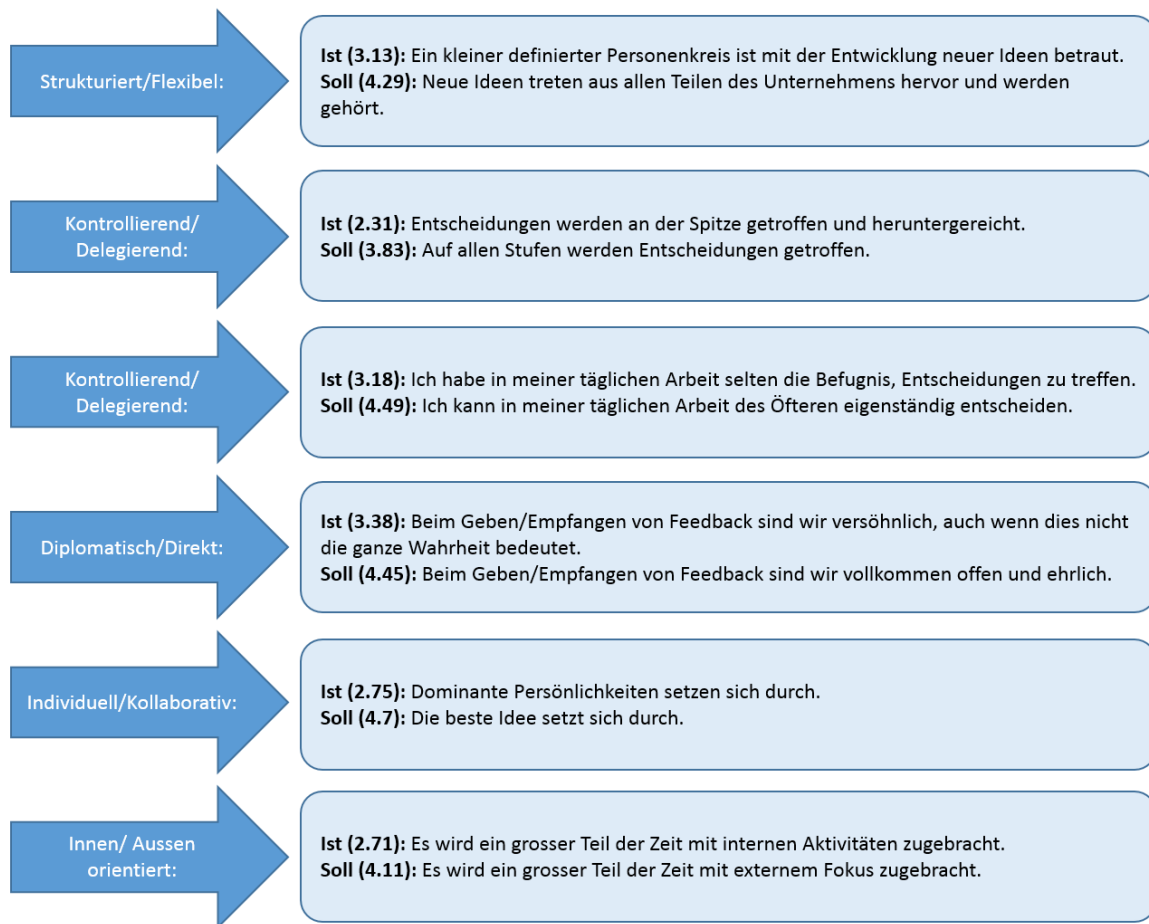 Strukturiert/Flexibel:
Ist (3.13): Ein kleiner definierter Personenkreis ist mit der Entwicklung neuer Ideen betraut.
Soll (4.29): Neue Ideen treten aus allen Teilen des Unternehmens hervor und werden
gehört.
Kontrollierend/
Delegierend:
Ist (2.31): Entscheidungen werden an der Spitze getroffen und heruntergereicht.
Soll (3.83): Auf allen Stufen werden Entscheidungen getroffen.
Kontrollierend/
Delegierend:
Ist (3.18): Ich habe in meiner täglichen Arbeit selten die Befugnis, Entscheidungen zu treffen.
Soll (4.49): Ich kann in meiner täglichen Arbeit des Öfteren eigenständig entscheiden.
Diplomatisch/Direkt:
Ist (3.38): Beim Geben/Empfangen von Feedback sind wir versöhnlich, auch wenn dies nicht
die ganze Wahrheit bedeutet.
Soll (4.45): Beim Geben/Empfangen von Feedback sind wir vollkommen offen und ehrlich.
Individuell/Kollaborativ:
Ist (2.75): Dominante Persönlichkeiten setzen sich durch.
Soll (4.7): Die beste Idee setzt sich durch.
Innen/ Aussen
orientiert:
Ist (2.71): Es wird ein grosser Teil der Zeit mit internen Aktivitäten zugebracht.
Soll (4.11): Es wird ein grosser Teil der Zeit mit externem Fokus zugebracht.